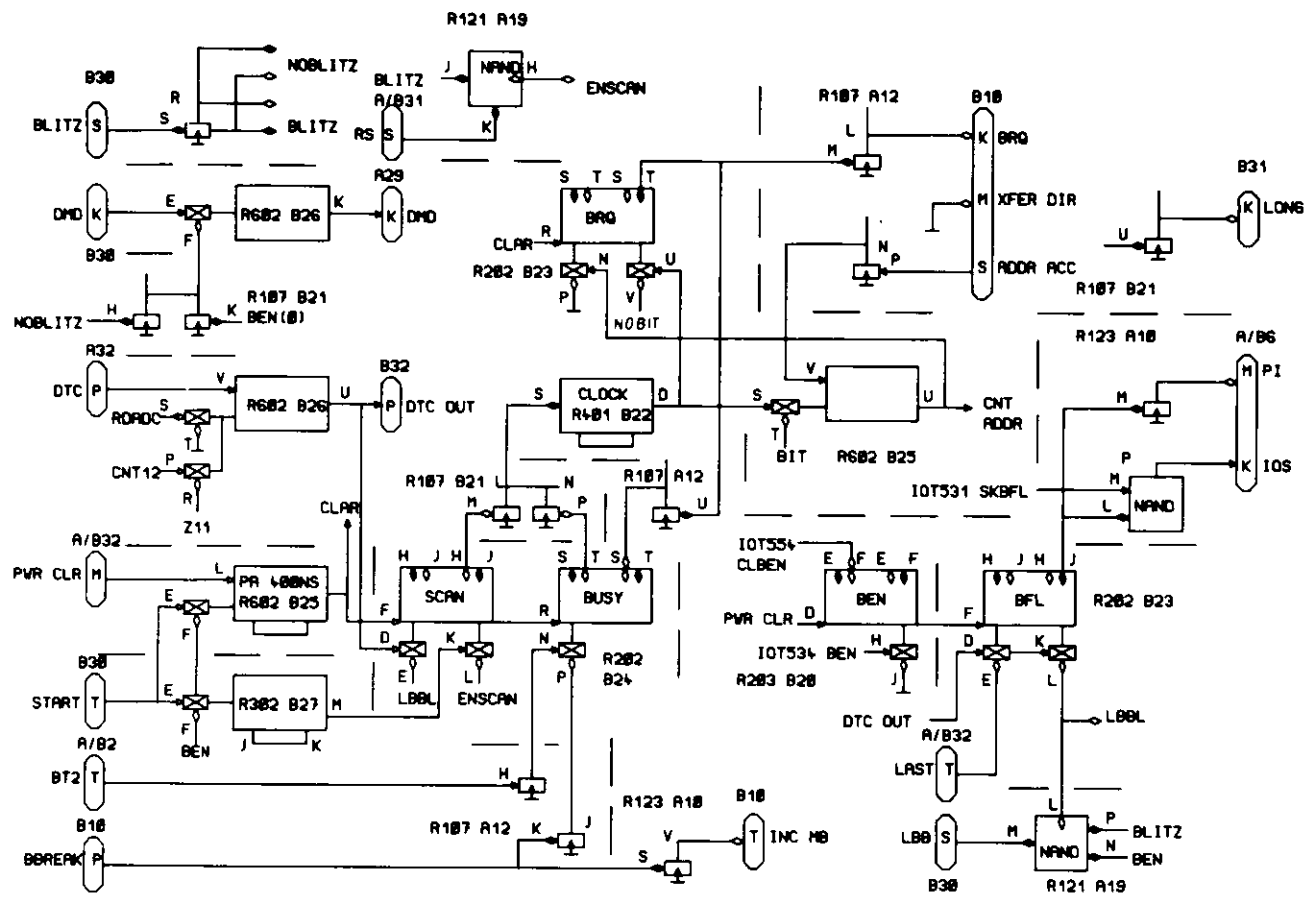 R121 A19
B30
R
NOBLITZ
BLITZ J NAND H
ENSCAN
A/B31
BLITZ S S
BLITZ
RS S K
R107 A12
B10
L
K BRQ
M
M XFER DIR
N
P
S ADDR ACC
B31
K LONG
U
R107 B21
A29
DMD K E
R602 B26
K
K DMD
F
B30
S T S T
BRQ
CLAR R
R202 B23
N
U
P
V
NOBIT
H
NOBLITZ
K
R107 B21
BEN(0)
R123 A10
A/B6
M PI
M
P
K IOS
IOT531 SKBFL
M
L
NAND
A32
DTC P
V
R602 B26
U
B32
P DTC OUT
RDADC S
T
CNT12 P
R
Z11
S
CLOCK
R401 B22
D
S
T
BIT
V
U
R602 B25
CNT
ADDR
R107 B21
L
N
M
P
R107 A12
U
CLAR
A/B32
PWR CLR M
L
PA 400NS
R602 B25
E
F
H J H J
SCAN
F
D
E
LBBL
K
L
ENSCAN
S T S T
BUSY
R
N
P
R202
B24
IOT554
CLBEN
E F E F
BEN
PWR CLR D
H
IOT534 BEN
J
R203 B20
H J H J
BFL
R202 B23
F
D
K
E
L
DTC OUT
LBBL
B30
START T
E
R302 B27
M
F
BEN
J K
A/B2
BT2 T
H
A/B32
LAST T
B10
BBREAK P
R107 A12
K
J
R123 A10
S
V
B10
T INC MB
LBB S
B30
L
M
NAND
P
BLITZ
N
BEN
R121 A19